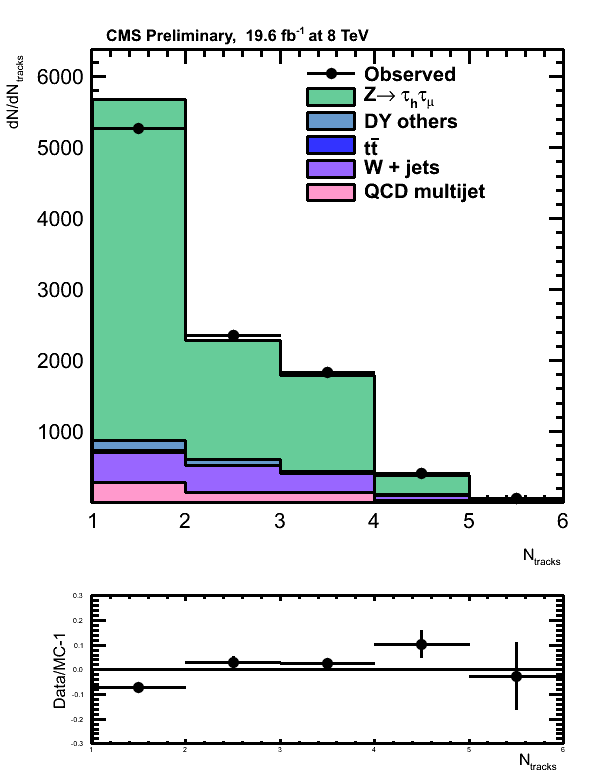 CMS Preliminary, 19.6 fb⁻¹ at 8 TeV
dN/dN_tracks
6000
5000
4000
3000
2000
1000
Observed
Z→ τ_h τ_μ
DY others
tt̄
W + jets
QCD multijet
1 2 3 4 5 6
N_tracks
Data/MC-1
0.3
0.2
0.1
0.0
-0.1
-0.2
-0.3
1 2 3 4 5 6
N_tracks